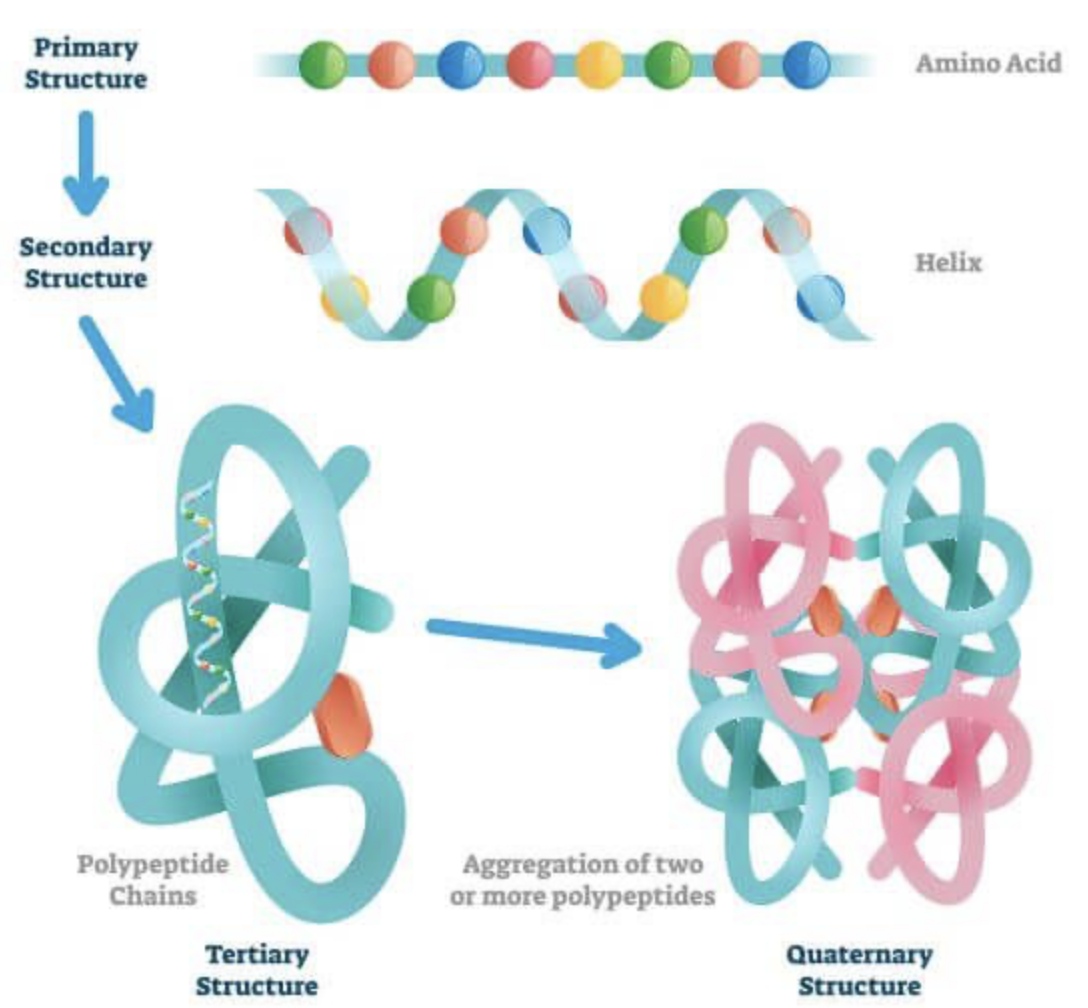 Primary
Structure
Amino Acid
Secondary
Structure
Helix
Polypeptide
Chains
Aggregation of two
or more polypeptides
Tertiary
Structure
Quaternary
Structure